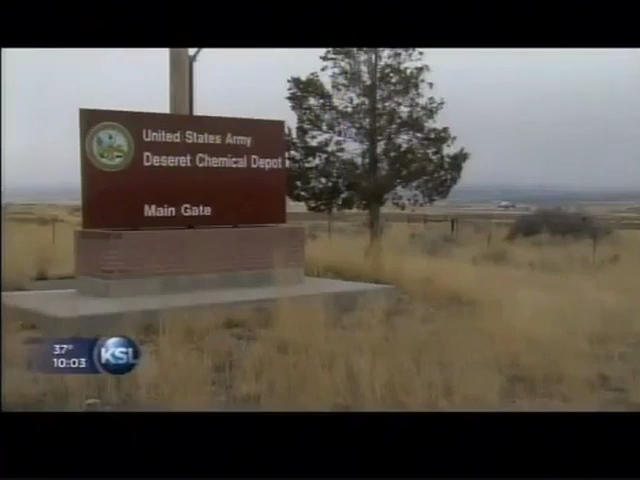 United States Army
Deseret Chemical Depot
Main Gate
37°
10:03
KSL